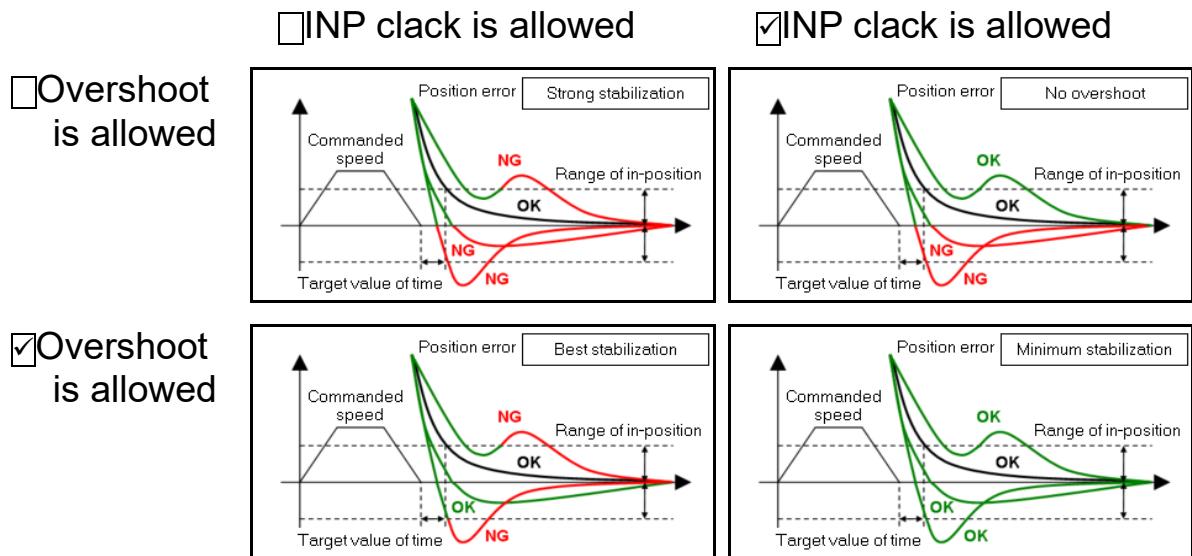 ☐INP clack is allowed
☑INP clack is allowed
☐Overshoot
is allowed
Position error
Strong stabilization
Commanded
speed
NG
Range of in-position
OK
NG
Target value of time
NG
Position error
No overshoot
Commanded
speed
OK
Range of in-position
OK
NG
Target value of time
NG
☑Overshoot
is allowed
Position error
Best stabilization
Commanded
speed
NG
Range of in-position
OK
OK
Target value of time
NG
Position error
Minimum stabilization
Commanded
speed
OK
Range of in-position
OK
OK
Target value of time
OK